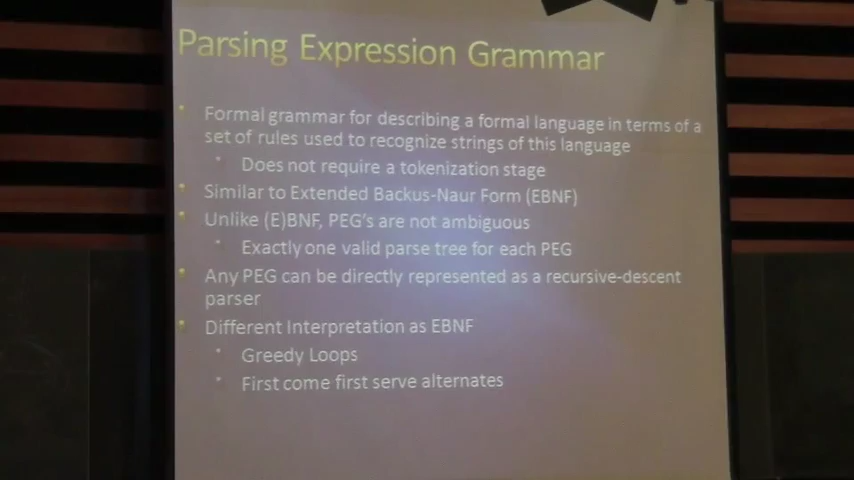 Parsing Expression Grammar
Formal grammar for describing a formal language in terms of a
set of rules used to recognize strings of this language
Does not require a tokenization stage
Similar to Extended Backus-Naur Form (EBNF)
Unlike (E)BNF, PEG's are not ambiguous
Exactly one valid parse tree for each PEG
Any PEG can be directly represented as a recursive-descent
parser
Different Interpretation as EBNF
Greedy Loops
First come first serve alternates